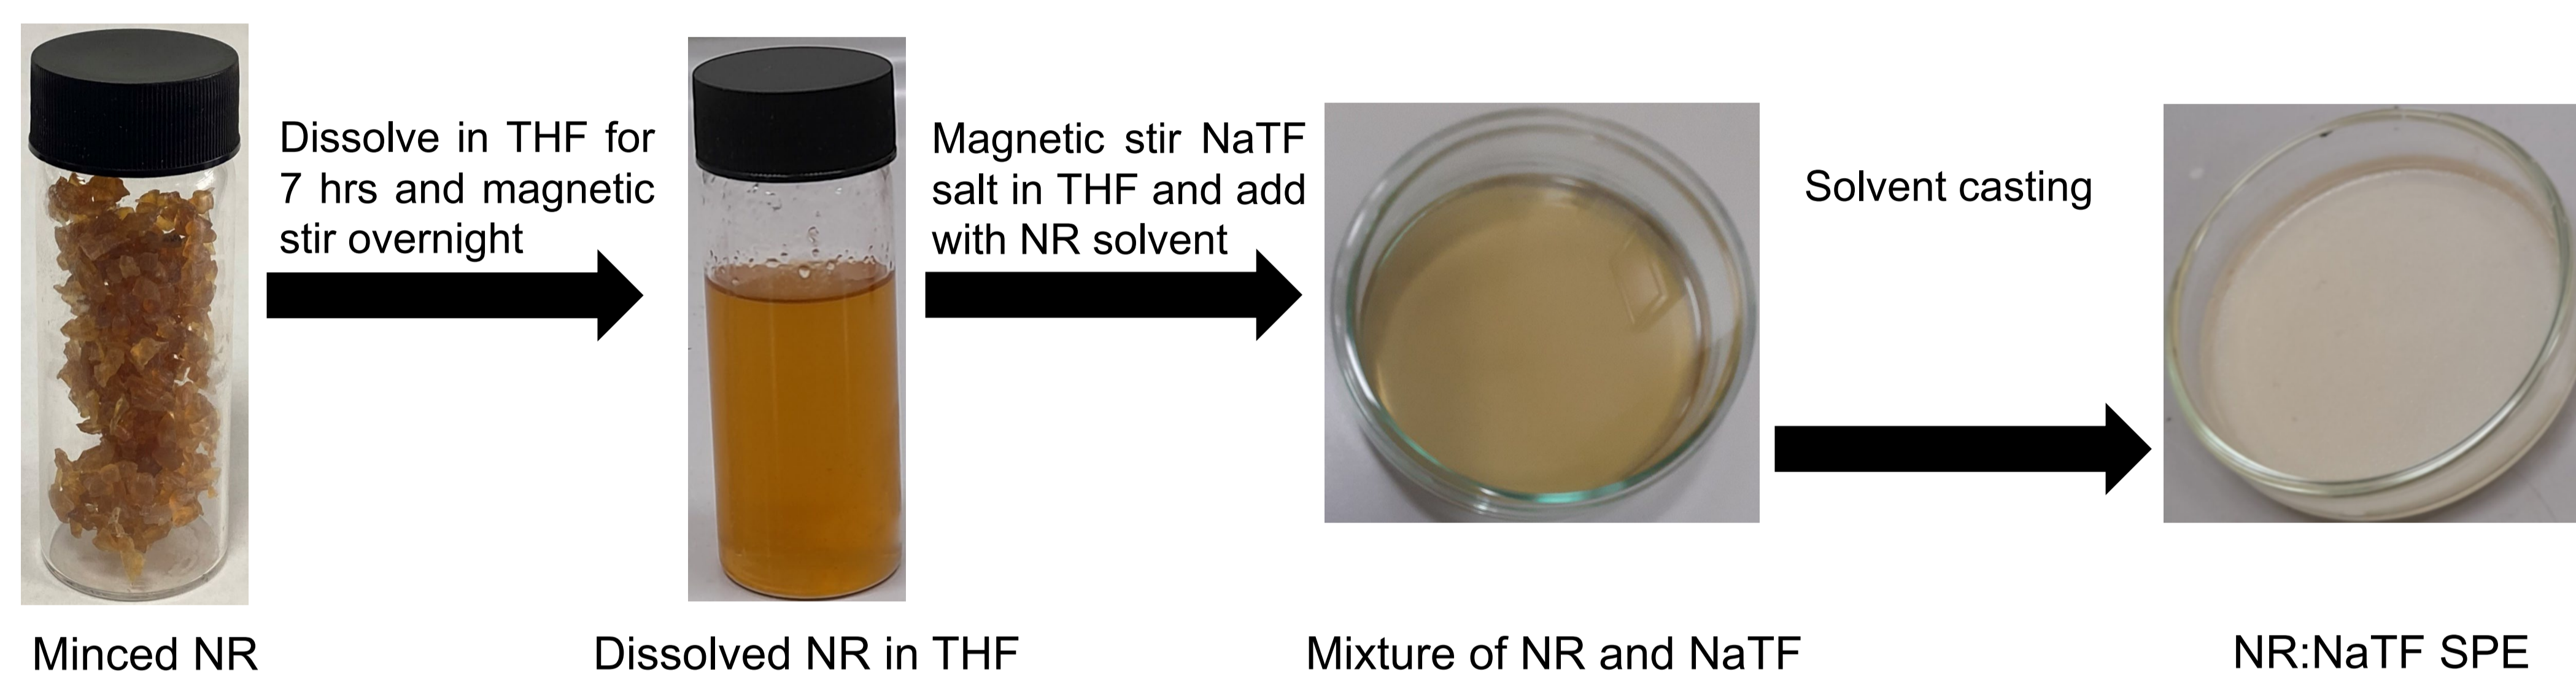 Dissolve in THF for
7 hrs and magnetic
stir overnight
Magnetic stir NaTF
salt in THF and add
with NR solvent
Solvent casting
Minced NR
Dissolved NR in THF
Mixture of NR and NaTF
NR:NaTF SPE